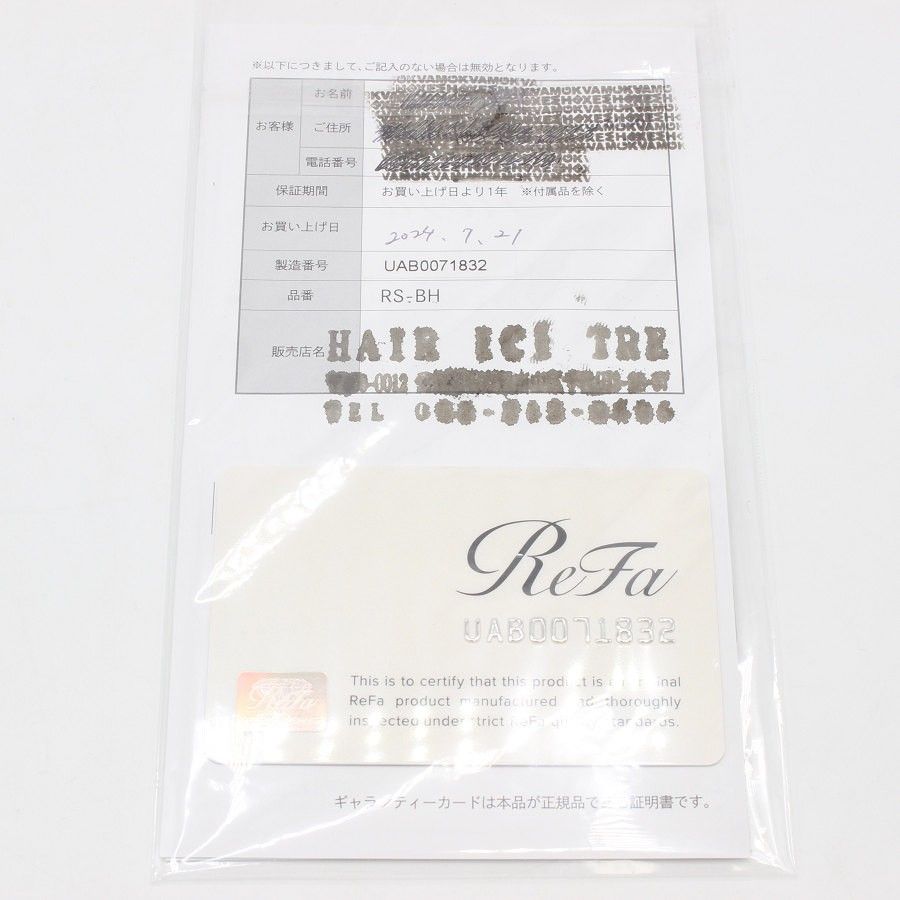 ※以下につきまして、ご記入のない場合は無効となります。
お客様
お名前
ご住所
電話番号
保証期間 お買い上げ日より1年 ※付属品を除く
お買い上げ日 2024.7.21
製造番号 UAB0071832
品番 RS-BH
販売店名 HAIR ICI TRE
TEL
ReFa
UAB0071832
This is to certify that this product is an original
ReFa product manufactured and thoroughly
inspected under strict ReFa quality standards.
ReFa
ギャランティーカードは本品が正規品である証明書です。